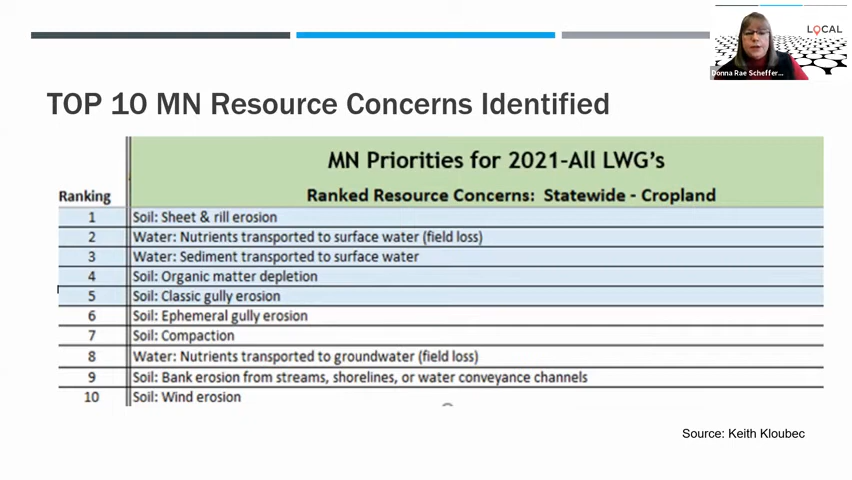 LOCAL
Donna Rae Scheffer...
TOP 10 MN Resource Concerns Identified
MN Priorities for 2021-All LWG's
Ranking
Ranked Resource Concerns: Statewide - Cropland
1 Soil: Sheet & rill erosion
2 Water: Nutrients transported to surface water (field loss)
3 Water: Sediment transported to surface water
4 Soil: Organic matter depletion
5 Soil: Classic gully erosion
6 Soil: Ephemeral gully erosion
7 Soil: Compaction
8 Water: Nutrients transported to groundwater (field loss)
9 Soil: Bank erosion from streams, shorelines, or water conveyance channels
10 Soil: Wind erosion
Source: Keith Kloubec